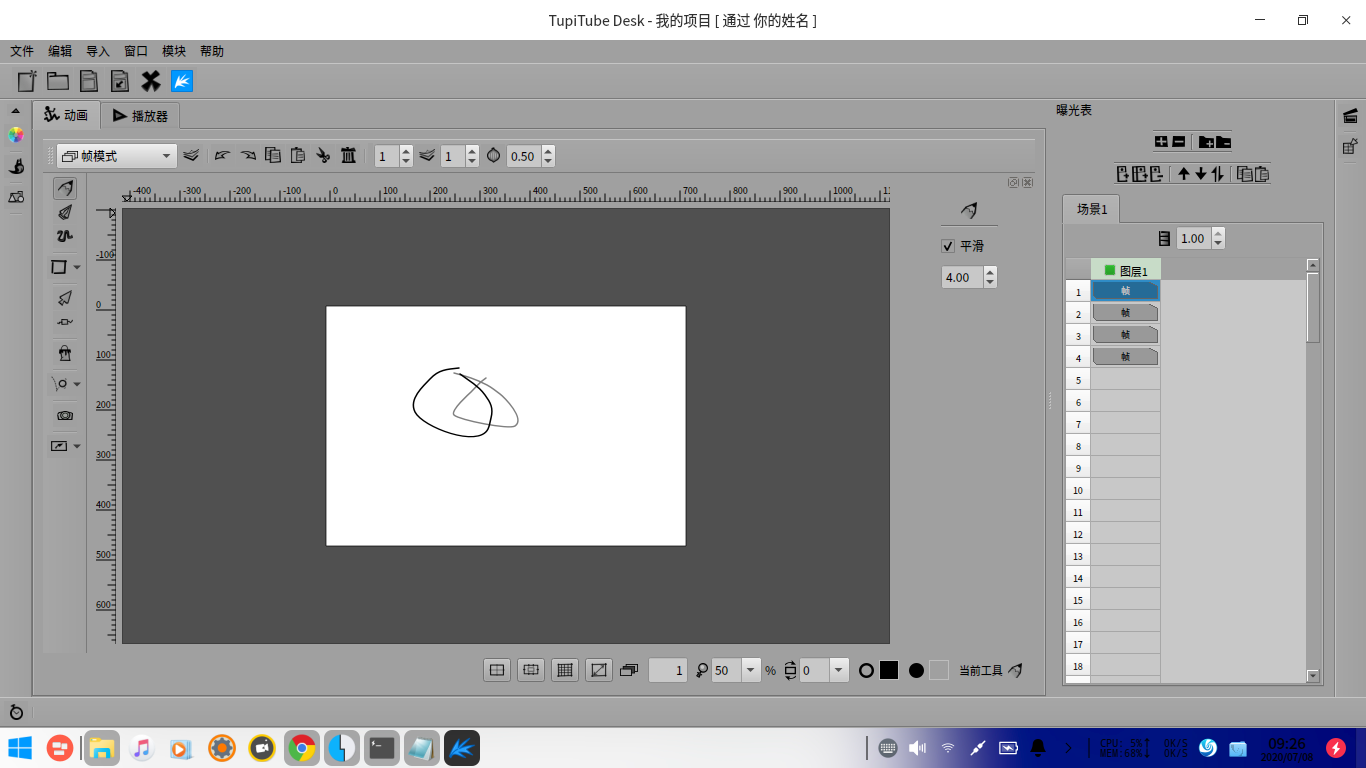 TupiTube Desk - 我的项目 [ 通过 你的姓名 ]
文件 编辑 导入 窗口 模块 帮助
动画 播放器
曝光表
帧模式 1 1 0.50
-400 -300 -200 -100 0 100 200 300 400 500 600 700 800 900 1000
场景1
平滑
1.00
-100
4.00
图层1
0
1 帧
2 帧
3 帧
100
4 帧
5
200
6
7
8
300
9
10
400
11
12
500
13
14
600
15
16
17
18
1 50 % 0 当前工具
CPU: 5% 0K/S
MEM:68% 0K/S
09:26
2020/07/08